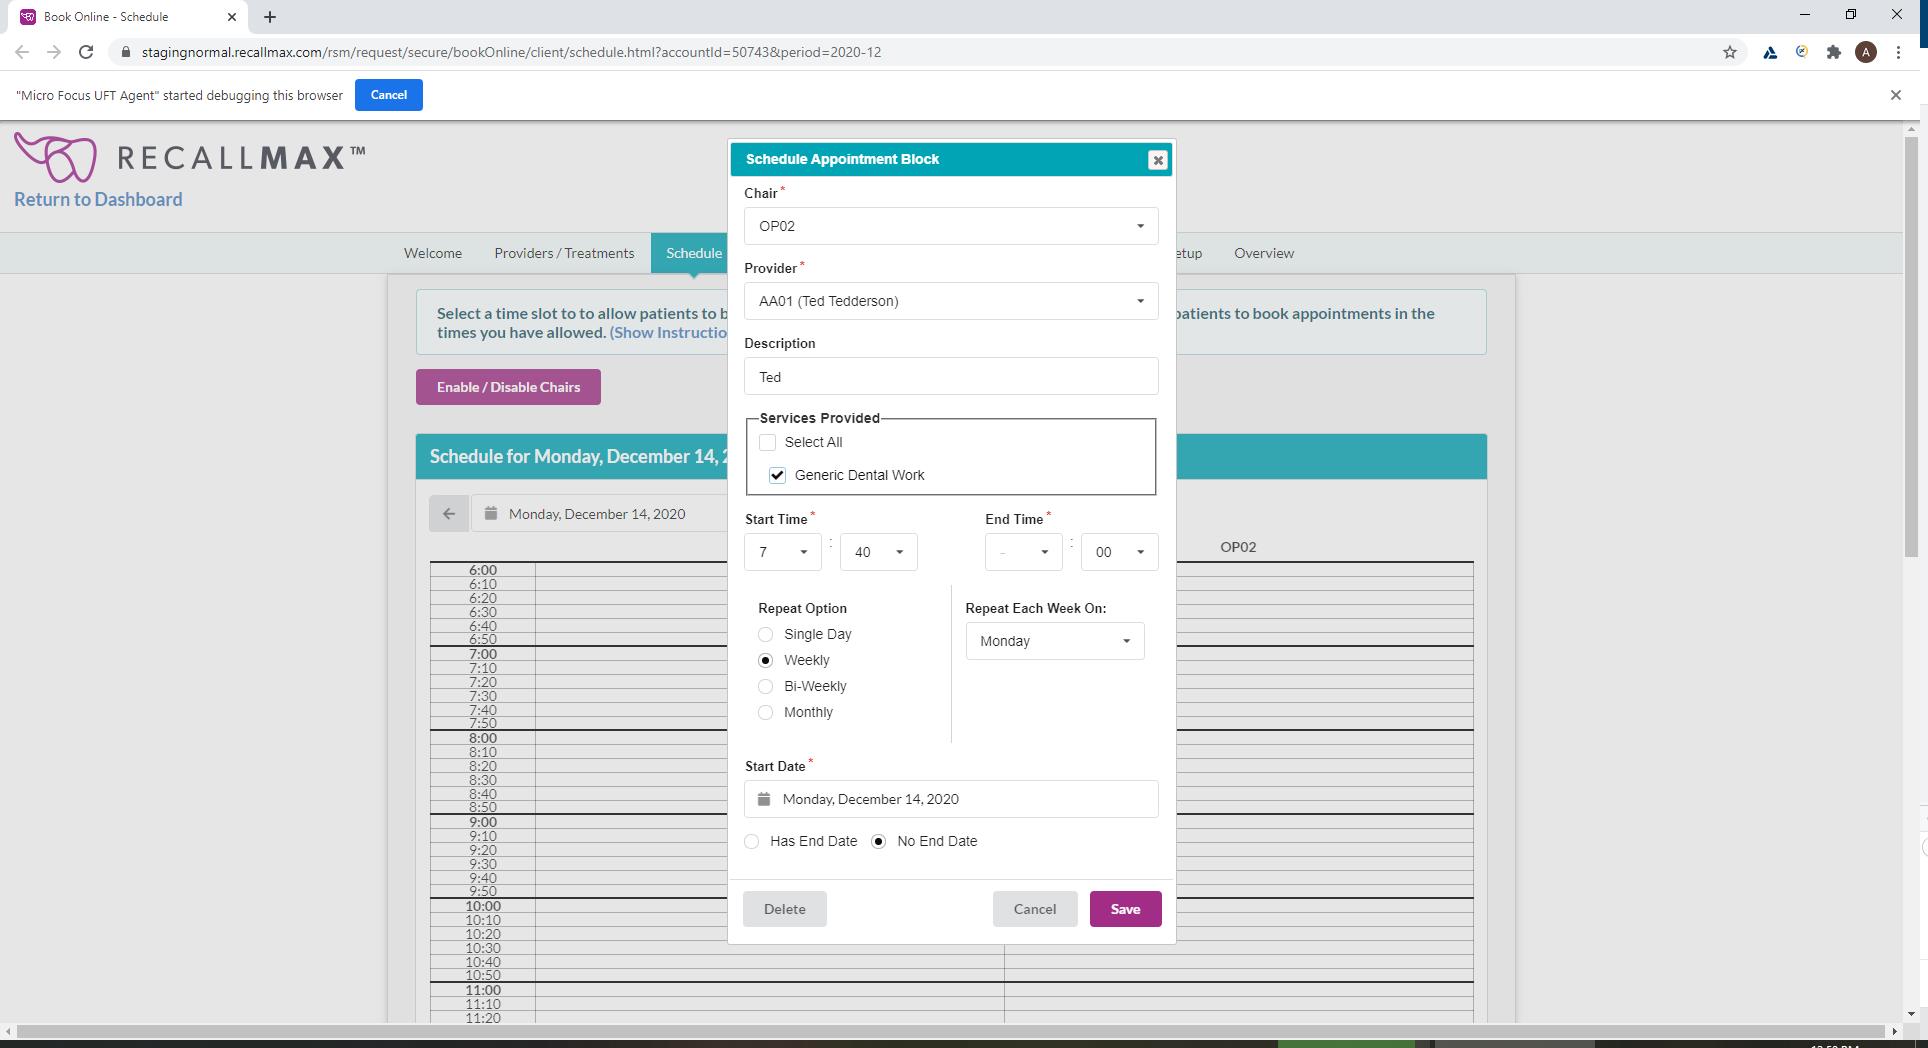 Book Online - Schedule
stagingnormal.recallmax.com/rsm/request/secure/bookOnline/client/schedule.html?accountId=50743&period=2020-12
A
"Micro Focus UFT Agent" started debugging this browser
Cancel
RECALLMAX™
Return to Dashboard
Welcome
Providers / Treatments
Schedule
etup
Overview
Select a time slot to to allow patients to b
patients to book appointments in the
times you have allowed. (Show Instructio
Enable / Disable Chairs
Schedule for Monday, December 14, 2
Monday, December 14, 2020
OP02
6:00
6:10
6:20
6:30
6:40
6:50
7:00
7:10
7:20
7:30
7:40
7:50
8:00
8:10
8:20
8:30
8:40
8:50
9:00
9:10
9:20
9:30
9:40
9:50
10:00
10:10
10:20
10:30
10:40
10:50
11:00
11:10
11:20
Schedule Appointment Block
Chair*
OP02
Provider*
AA01 (Ted Tedderson)
Description
Ted
Services Provided
Select All
Generic Dental Work
Start Time*
End Time*
7 : 40
- : 00
Repeat Option
Single Day
Weekly
Bi-Weekly
Monthly
Repeat Each Week On:
Monday
Start Date*
Monday, December 14, 2020
Has End Date
No End Date
Delete
Cancel
Save